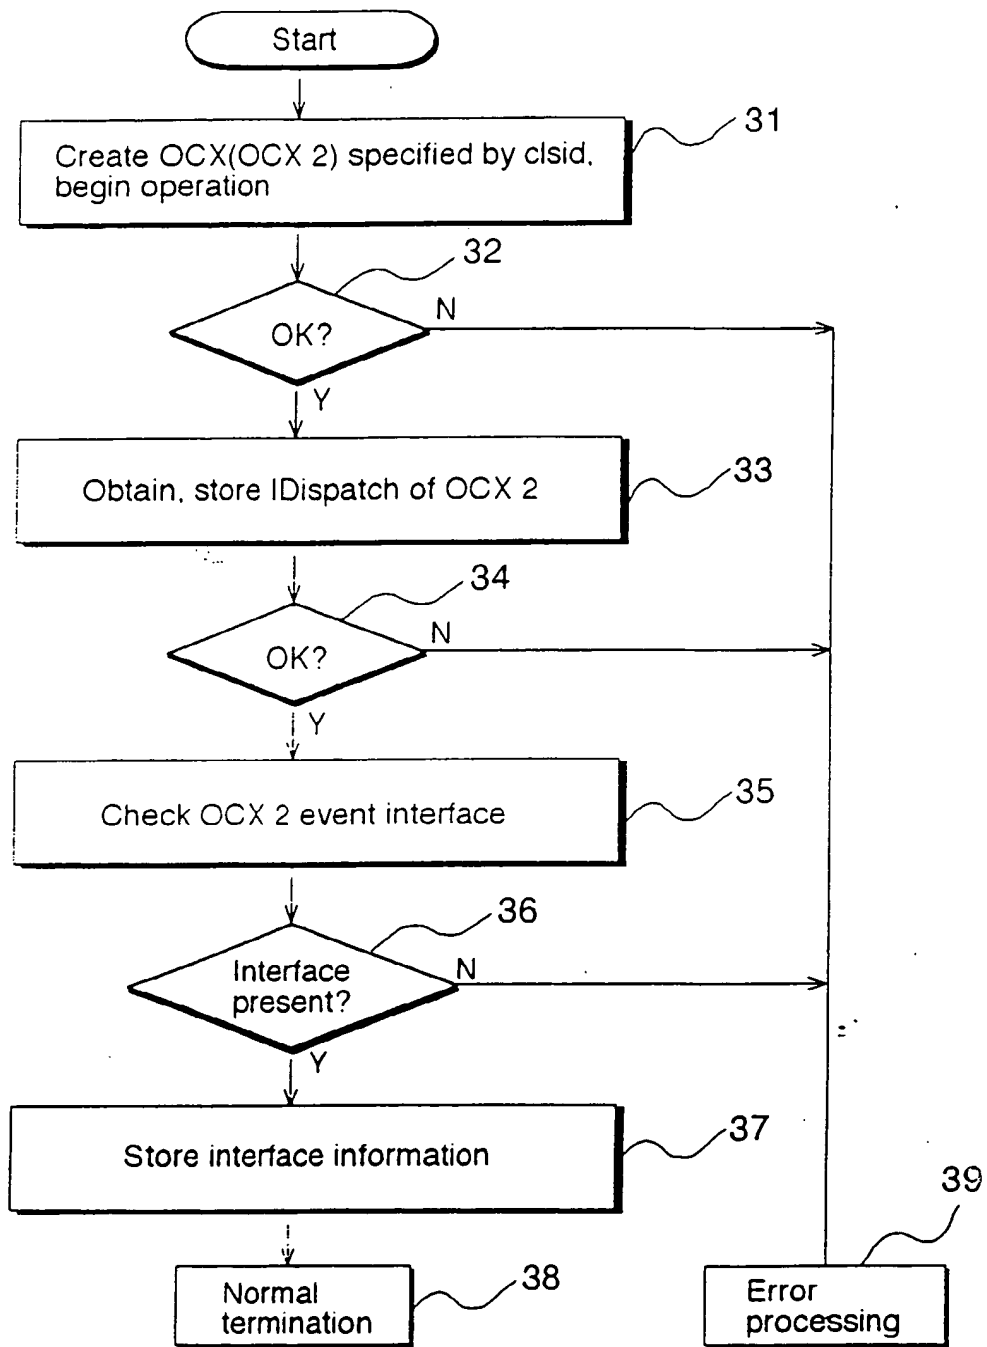 Start
31
Create OCX(OCX 2) specified by clsid,
begin operation
32
N
OK?
Y
33
Obtain, store IDispatch of OCX 2
34
N
OK?
Y
35
Check OCX 2 event interface
36
N
Interface
present?
Y
37
Store interface information
39
38
Normal
termination
Error
processing